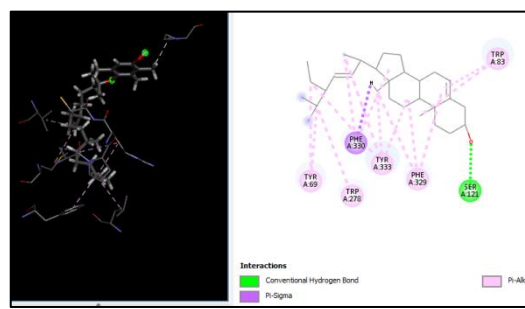 TRP
A:83
PHE
A:330
TYR
A:333
TYR
A:69
TRP
A:278
PHE
A:329
SER
A:121
H
Interactions
Conventional Hydrogen Bond
Pi-Sigma